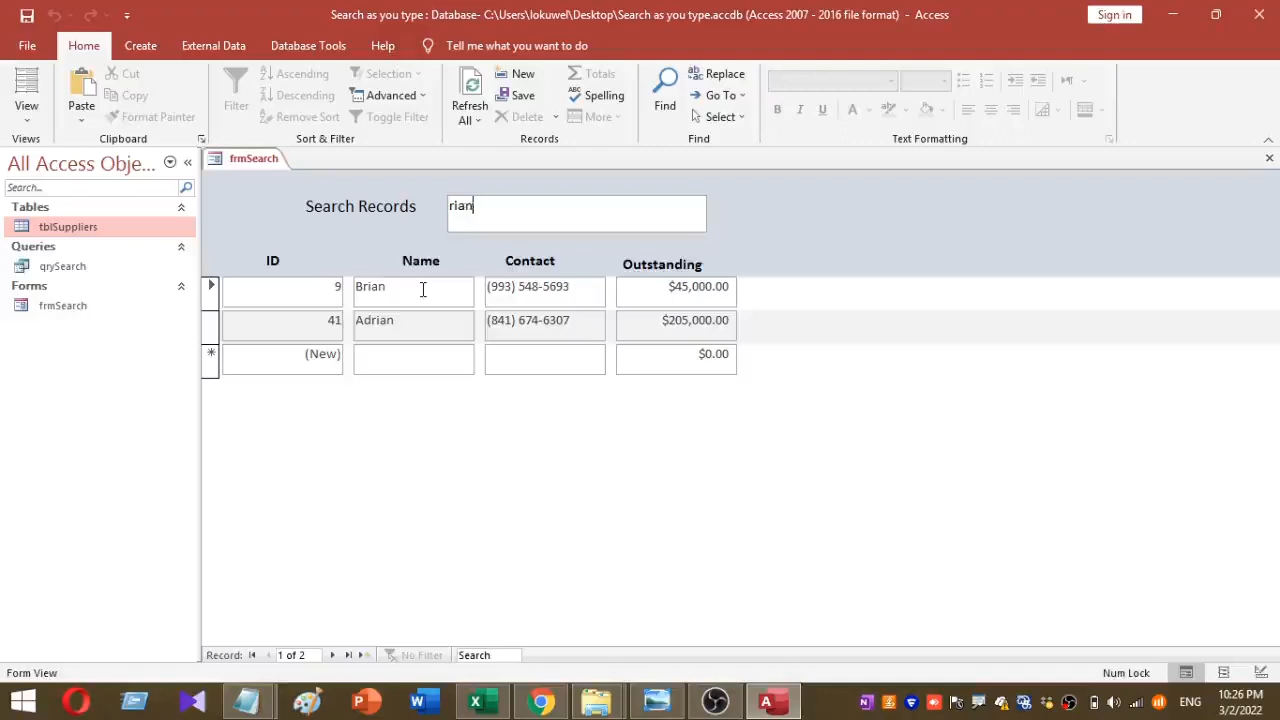 Search as you type : Database- C:\Users\lokuwel\Desktop\Search as you type.accdb (Access 2007 - 2016 file format) - Access
Sign in
File Home Create External Data Database Tools Help Tell me what you want to do
View
Views
Paste
Cut
Copy
Format Painter
Clipboard
Filter
Ascending
Descending
Remove Sort
Selection
Advanced
Toggle Filter
Sort & Filter
Refresh
All
New
Save
Delete
Totals
Spelling
More
Records
Find
Replace
Go To
Select
Find
B I U A
Text Formatting
All Access Obje...
Search...
Tables
tblSuppliers
Queries
qrySearch
Forms
frmSearch
frmSearch
Search Records rian
ID Name Contact Outstanding
9 Brian (993) 548-5693 $45,000.00
41 Adrian (841) 674-6307 $205,000.00
* (New) $0.00
Record: 1 of 2 No Filter Search
Form View
Num Lock
ENG
10:26 PM
3/2/2022